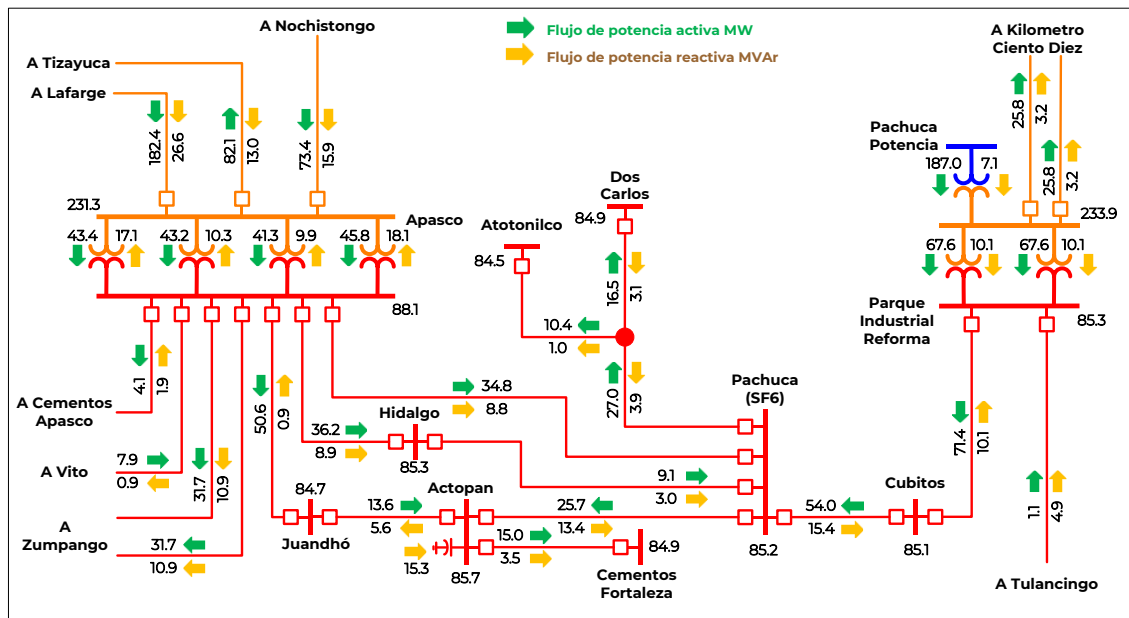 A Nochistongo
Flujo de potencia activa MW
Flujo de potencia reactiva MVAr
A Kilometro
Ciento Diez
A Tizayuca
A Lafarge
182.4
26.6
82.1
13.0
73.4
15.9
25.8
3.2
25.8
3.2
Pachuca
Potencia
187.0
7.1
231.3
Apasco
233.9
43.4
17.1
43.2
10.3
41.3
9.9
45.8
18.1
67.6
10.1
67.6
10.1
88.1
Dos
Carlos
84.9
Atotonilco
84.5
16.5
3.1
10.4
1.0
27.0
3.9
Parque
Industrial
Reforma
85.3
4.1
1.9
A Cementos
Apasco
50.6
0.9
34.8
8.8
Hidalgo
36.2
8.9
85.3
Pachuca
(SF6)
71.4
10.1
A Vito
7.9
0.9
31.7
10.9
9.1
3.0
1.1
4.9
84.7
Juandhó
13.6
5.6
Actopan
25.7
13.4
54.0
15.4
Cubitos
85.1
85.2
A
Zumpango
31.7
10.9
15.3
85.7
15.0
3.5
84.9
Cementos
Fortaleza
A Tulancingo